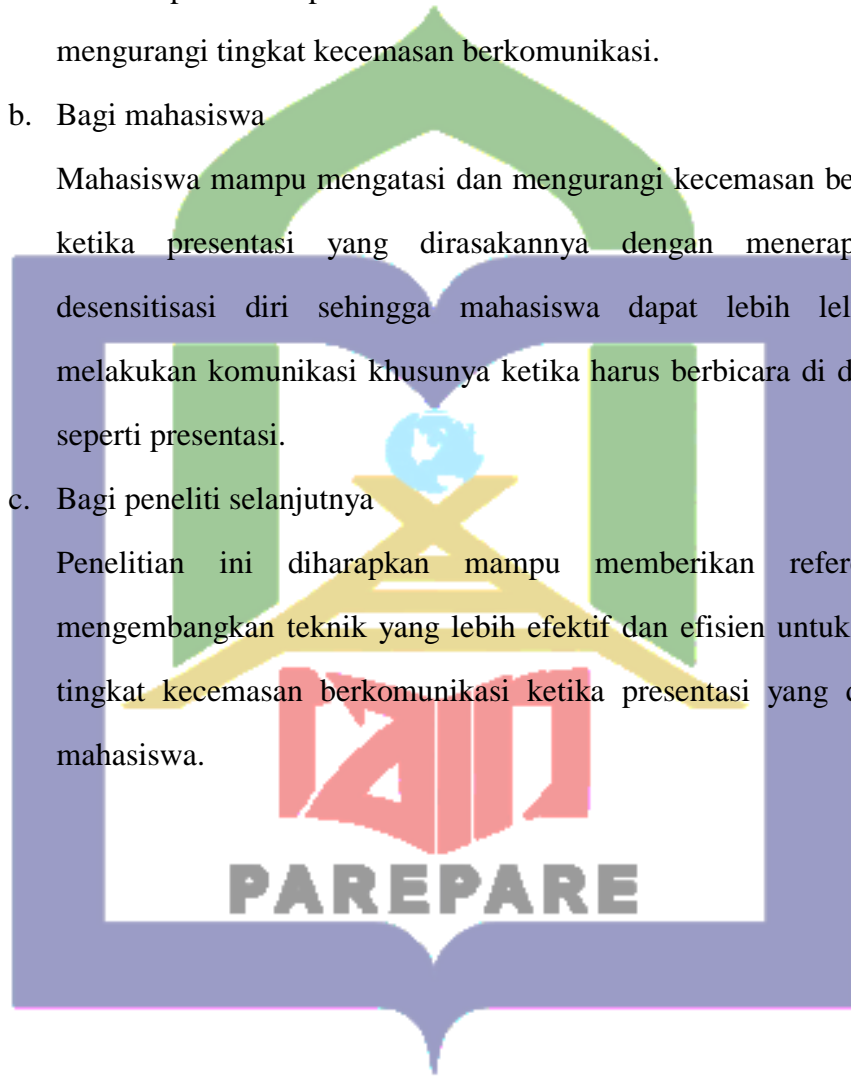 mengurangi tingkat kecemasan berkomunikasi.
b. Bagi mahasiswa
Mahasiswa mampu mengatasi dan mengurangi kecemasan be
ketika presentasi yang dirasakannya dengan menerap
desensitisasi diri sehingga mahasiswa dapat lebih lel
melakukan komunikasi khusunya ketika harus berbicara di d
seperti presentasi.
c. Bagi peneliti selanjutnya
Penelitian ini diharapkan mampu memberikan refer
mengembangkan teknik yang lebih efektif dan efisien untuk
tingkat kecemasan berkomunikasi ketika presentasi yang d
mahasiswa.
iain
PAREPARE